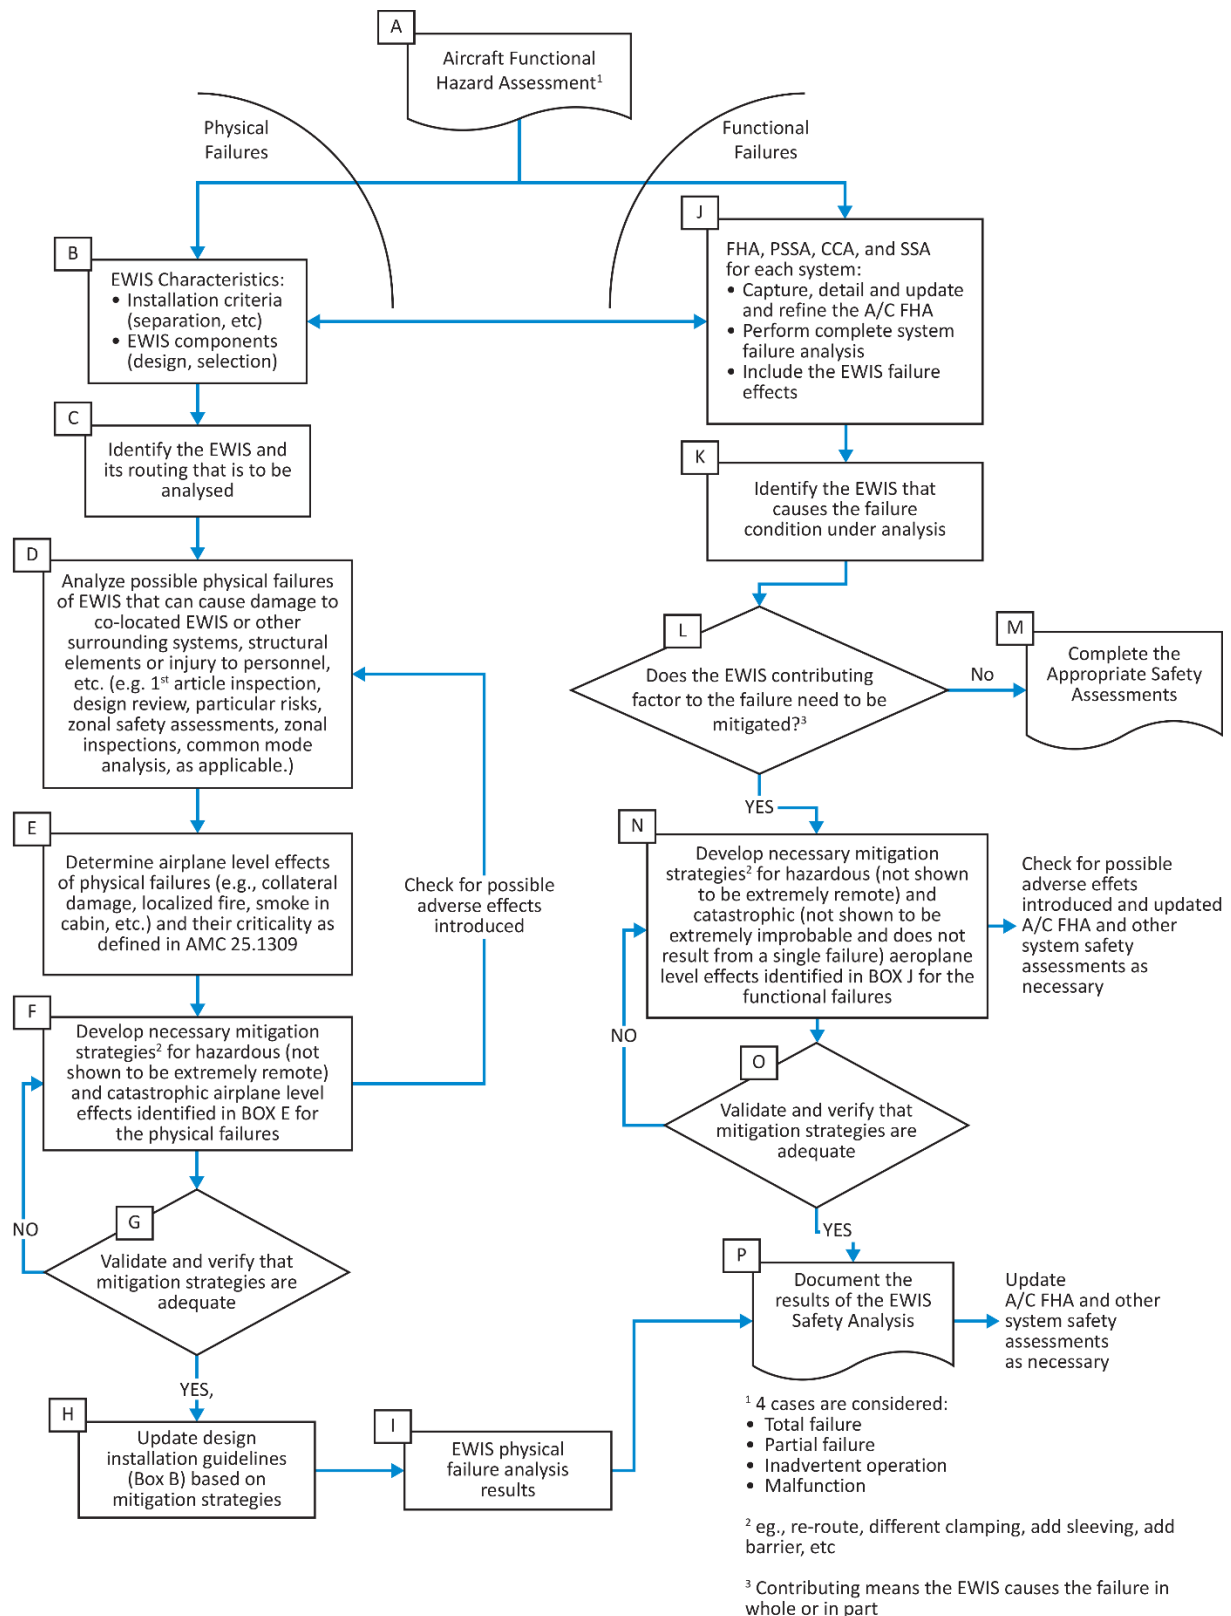 A
Aircraft Functional
Hazard Assessment¹
Physical
Failures
Functional
Failures
B
EWIS Characteristics:
• Installation criteria
(separation, etc)
• EWIS components
(design, selection)
J
FHA, PSSA, CCA, and SSA
for each system:
• Capture, detail and update
and refine the A/C FHA
• Perform complete system
failure analysis
• Include the EWIS failure
effects
C
Identify the EWIS and
its routing that is to be
analysed
K
Identify the EWIS that
causes the failure
condition under analysis
D
Analyze possible physical failures
of EWIS that can cause damage to
co-located EWIS or other
surrounding systems, structural
elements or injury to personnel,
etc. (e.g. 1st article inspection,
design review, particular risks,
zonal safety assessments, zonal
inspections, common mode
analysis, as applicable.)
L
Does the EWIS contributing
factor to the failure need to be
mitigated?³
No
M
Complete the
Appropriate Safety
Assessments
YES
E
Determine airplane level effects
of physical failures (e.g., collateral
damage, localized fire, smoke in
cabin, etc.) and their criticality as
defined in AMC 25.1309
Check for possible
adverse effects
introduced
N
Develop necessary mitigation
strategies² for hazardous (not
shown to be extremely remote) and
catastrophic (not shown to be
extremely improbable and does not
result from a single failure) aeroplane
level effects identified in BOX J for the
functional failures
Check for possible
adverse effets
introduced and updated
A/C FHA and other
system safety
assessments as
necessary
F
Develop necessary mitigation
strategies² for hazardous (not
shown to be extremely remote)
and catastrophic airplane level
effects identified in BOX E for
the physical failures
NO
O
Validate and verify that
mitigation strategies are
adequate
YES
NO
G
Validate and verify that
mitigation strategies are
adequate
YES,
P
Document the
results of the EWIS
Safety Analysis
Update
A/C FHA and other
system safety
assessments
as necessary
H
Update design
installation guidelines
(Box B) based on
mitigation strategies
I
EWIS physical
failure analysis
results
¹ 4 cases are considered:
• Total failure
• Partial failure
• Inadvertent operation
• Malfunction
² eg., re-route, different clamping, add sleeving, add
barrier, etc
³ Contributing means the EWIS causes the failure in
whole or in part